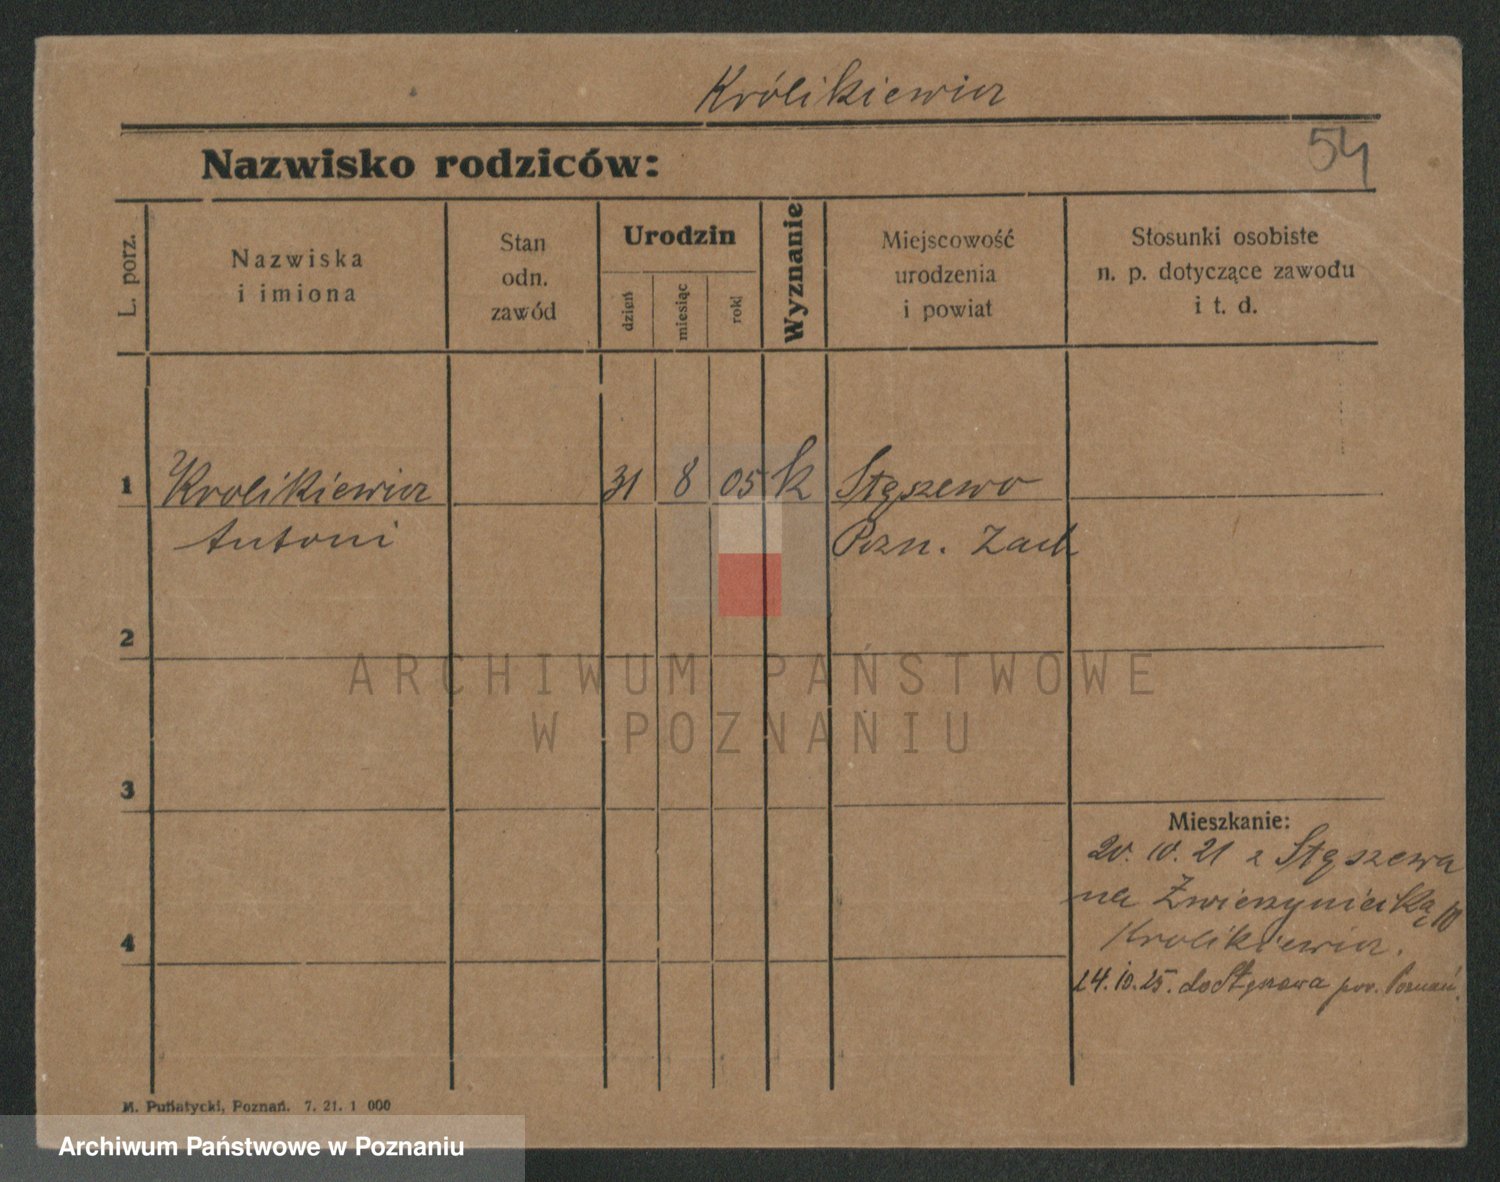 Królikiewicz
54
Nazwisko rodziców:
L. porz.
Nazwiska
i imiona
Stan
odn.
zawód
Urodzin
dzień
miesiąc
rok
Wyznanie
Miejscowość
urodzenia
i powiat
Stosunki osobiste
n. p. dotyczące zawodu
i t. d.
1 Krolikiewicz 31 8 05 k Stęszewo
Antoni Pozn. Zach
2
3
4
Mieszkanie:
20. 10. 21 z Stęszewa
na Zwierzyniecką 10
Krolikiewicz.
24.10.25. do Stęszewa pow. Poznań.
M. Putiatycki, Poznań. 7. 21. 1 000
ARCHIWUM PAŃSTWOWE
W POZNANIU
Archiwum Państwowe w Poznaniu